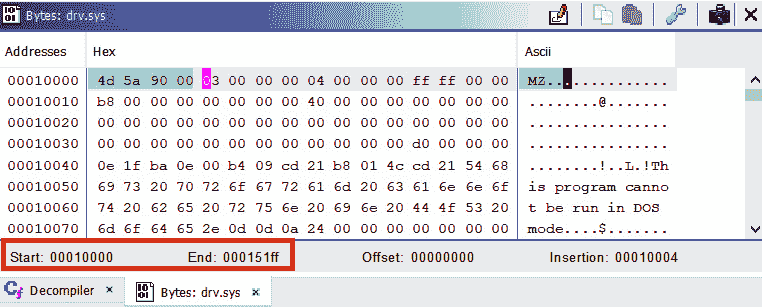 Bytes: drv.sys
Addresses Hex Ascii
00010000 4d 5a 90 00 03 00 00 00 04 00 00 00 ff ff 00 00 MZ..............
00010010 b8 00 00 00 00 00 00 00 40 00 00 00 00 00 00 00 ........@.......
00010020 00 00 00 00 00 00 00 00 00 00 00 00 00 00 00 00 ................
00010030 00 00 00 00 00 00 00 00 00 00 00 00 d0 00 00 00 ................
00010040 0e 1f ba 0e 00 b4 09 cd 21 b8 01 4c cd 21 54 68 ........!..L.!Th
00010050 69 73 20 70 72 6f 67 72 61 6d 20 63 61 6e 6e 6f is program canno
00010060 74 20 62 65 20 72 75 6e 20 69 6e 20 44 4f 53 20 t be run in DOS
00010070 6d 6f 64 65 2e 0d 0d 0a 24 00 00 00 00 00 00 00 mode....$.......
Start: 00010000 End: 000151ff Offset: 00000000 Insertion: 00010004
Decompiler × Bytes: drv.sys ×